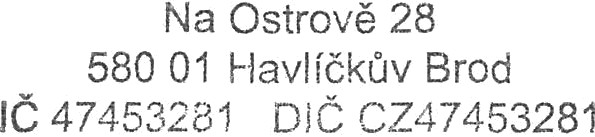 Na Ostrově 28
580 01 Havlíčkův Brod
IČ 47453281 DIČ CZ47453281